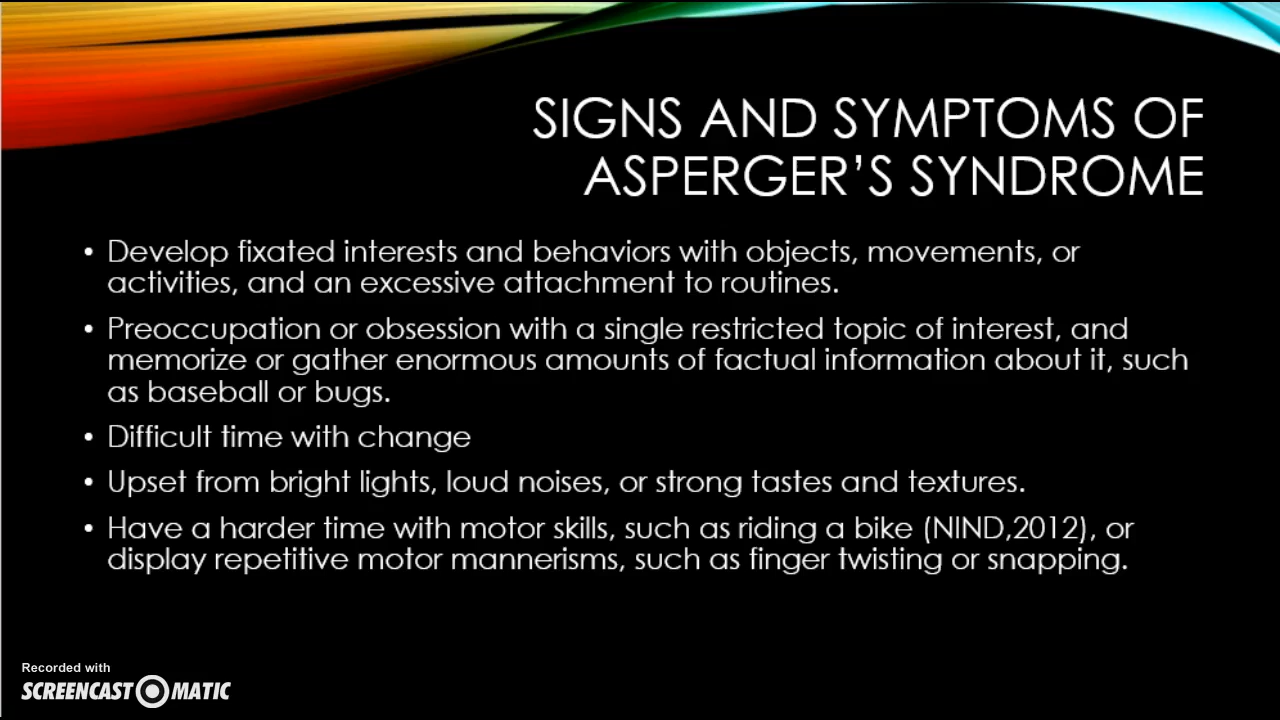 SIGNS AND SYMPTOMS OF
ASPERGER'S SYNDROME
• Develop fixated interests and behaviors with objects, movements, or
activities, and an excessive attachment to routines.
• Preoccupation or obsession with a single restricted topic of interest, and
memorize or gather enormous amounts of factual information about it, such
as baseball or bugs.
• Difficult time with change
• Upset from bright lights, loud noises, or strong tastes and textures.
• Have a harder time with motor skills, such as riding a bike (NIND,2012), or
display repetitive motor mannerisms, such as finger twisting or snapping.
Recorded with
SCREENCAST MATIC